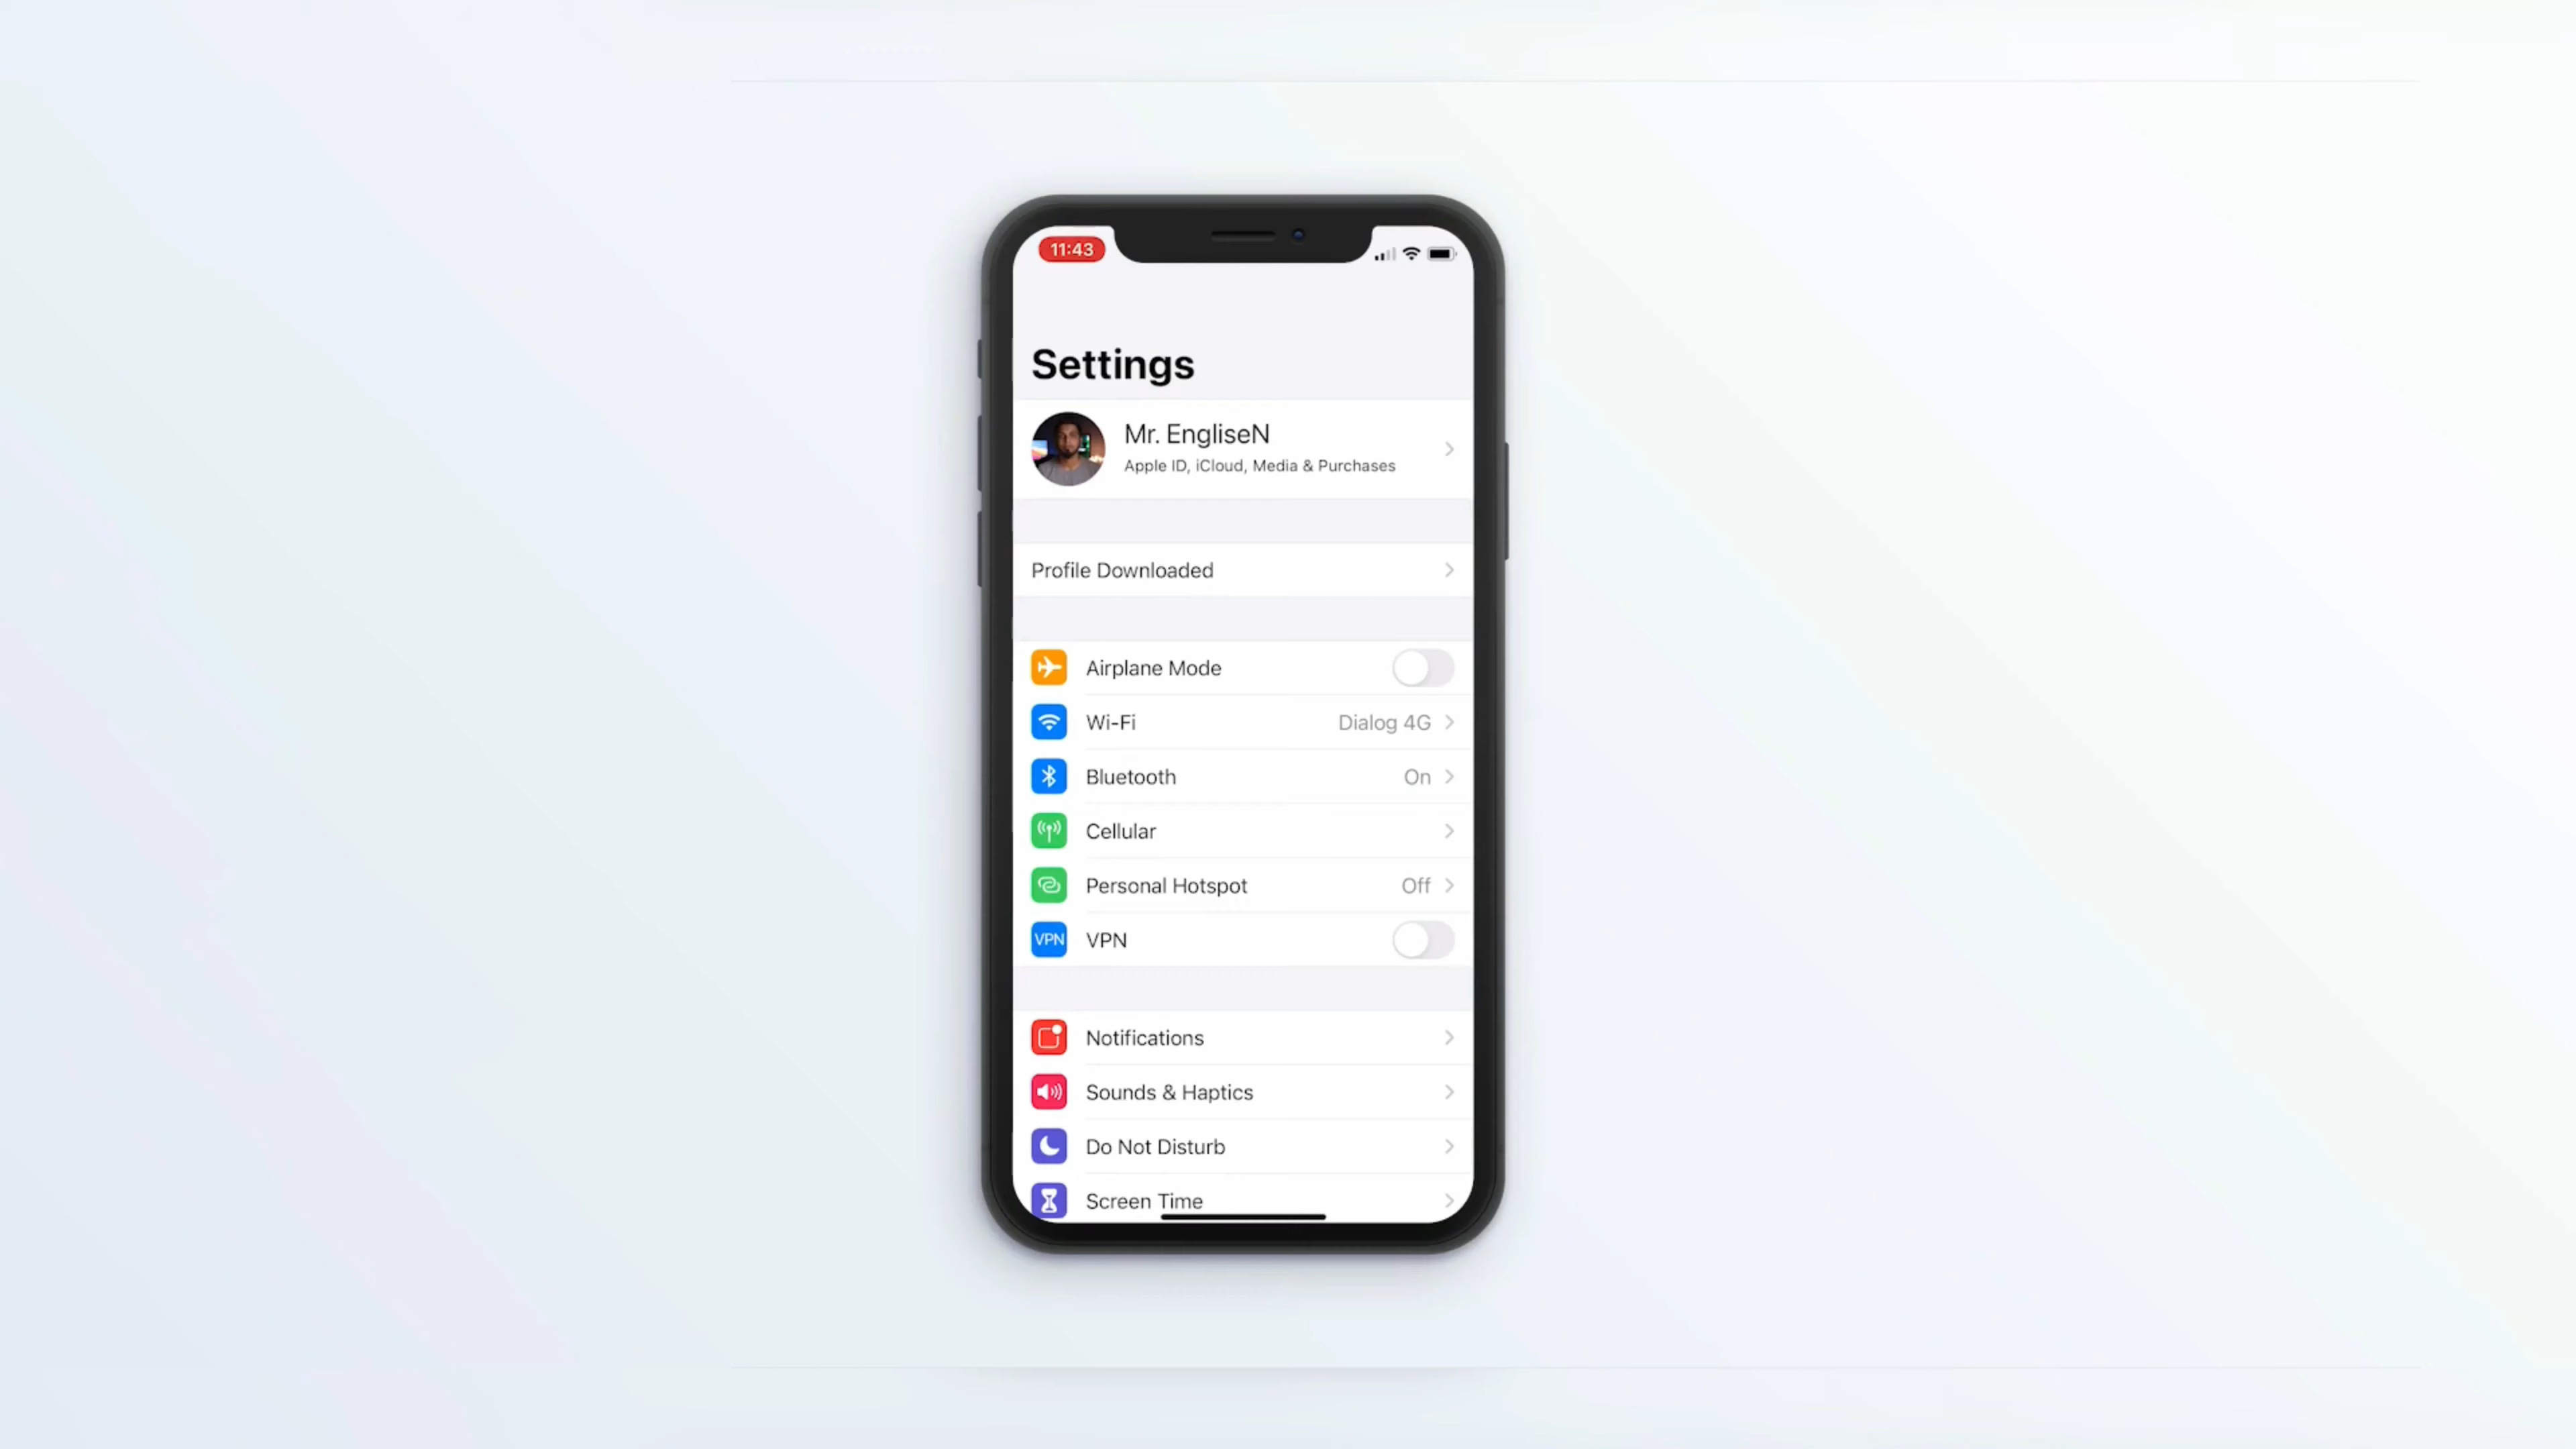 11:43
Settings
Mr. EngliseN
Apple ID, iCloud, Media & Purchases
Profile Downloaded
Airplane Mode
Wi-Fi Dialog 4G
Bluetooth On
Cellular
Personal Hotspot Off
VPN VPN
Notifications
Sounds & Haptics
Do Not Disturb
Screen Time